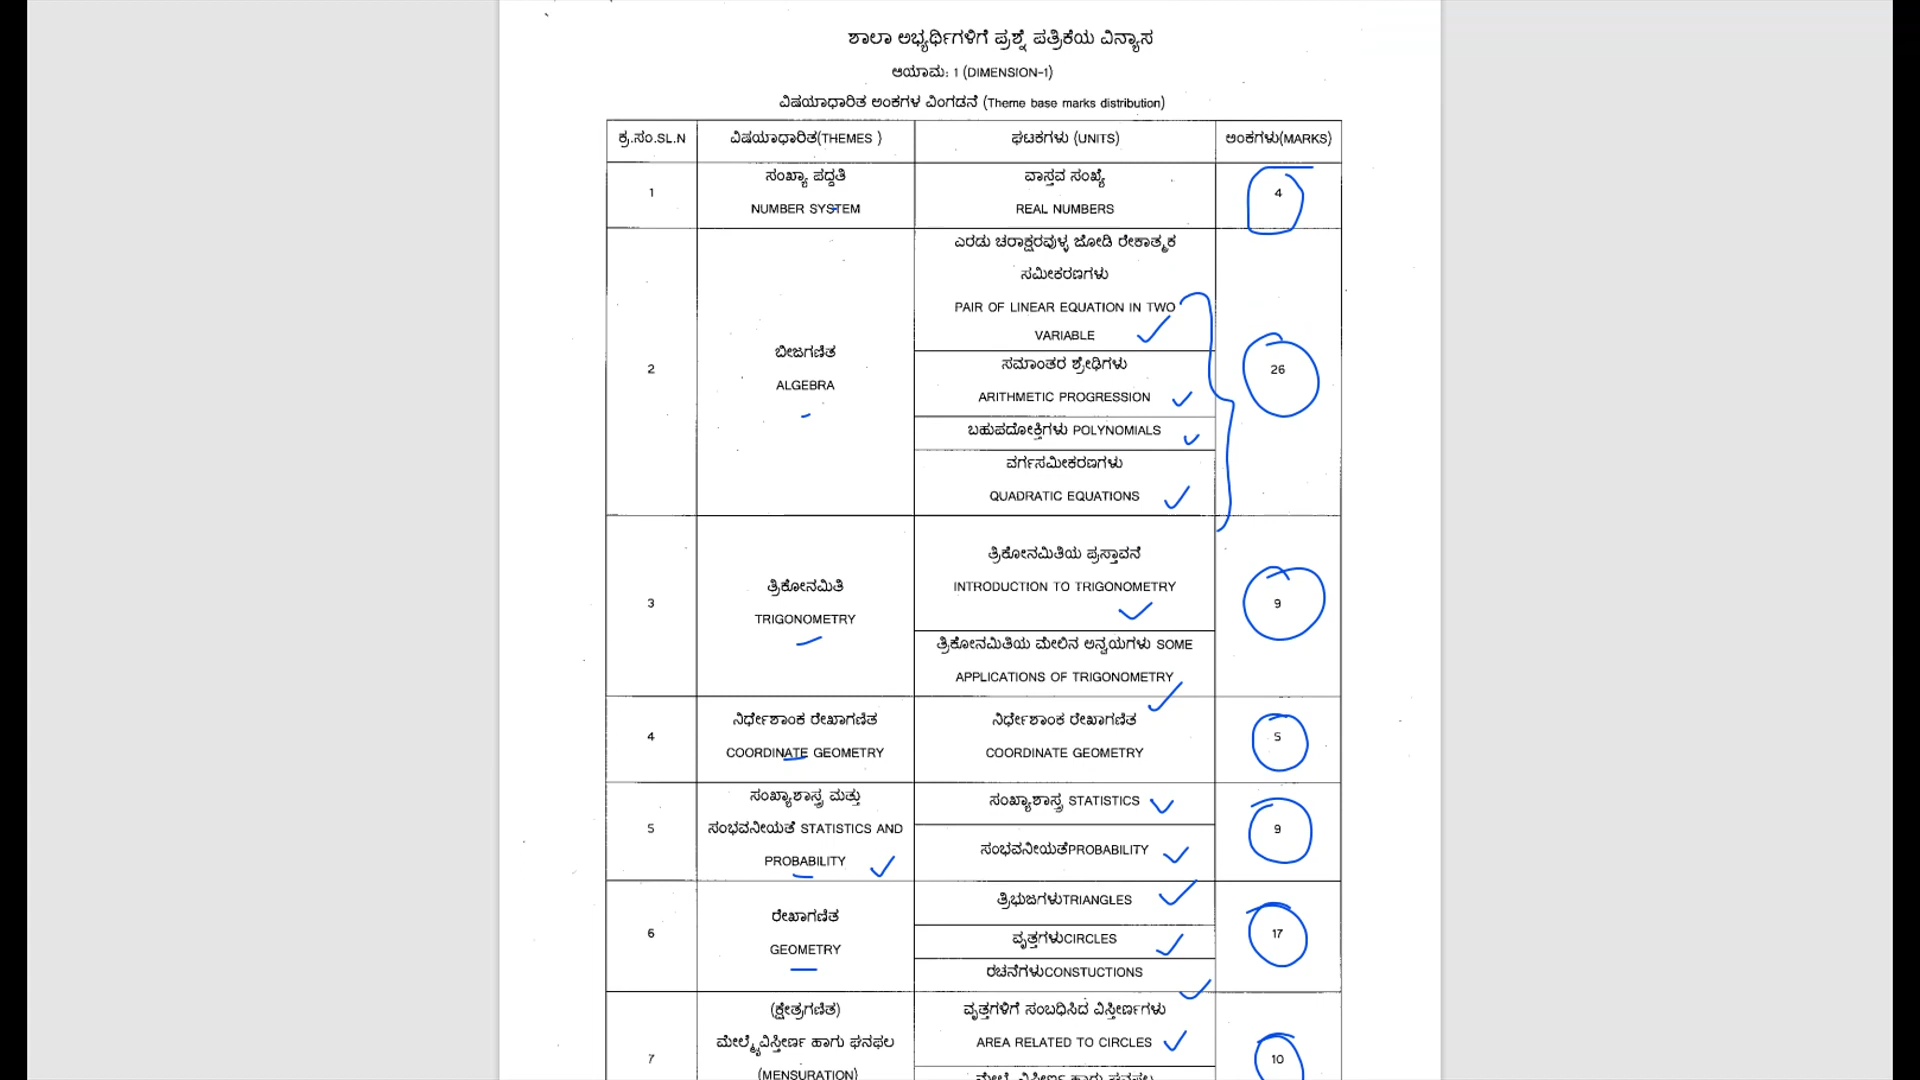 ಶಾಲಾ ಅಭ್ಯರ್ಥಿಗಳಿಗೆ ಪ್ರಶ್ನೆ ಪತ್ರಿಕೆಯ ವಿನ್ಯಾಸ
ಆಯಾಮ: 1 (DIMENSION-1)
ವಿಷಯಾಧಾರಿತ ಅಂಕಗಳ ವಿಂಗಡನೆ (Theme base marks distribution)
ಕ್ರ.ಸಂ.SL.N ವಿಷಯಾಧಾರಿತ(THEMES ) ಘಟಕಗಳು (UNITS) ಅಂಕಗಳು(MARKS)
1
ಸಂಖ್ಯಾ ಪದ್ದತಿ
NUMBER SYSTEM
ವಾಸ್ತವ ಸಂಖ್ಯೆ
REAL NUMBERS
4
2
ಬೀಜಗಣಿತ
ALGEBRA
ಎರಡು ಚರಾಕ್ಷರವುಳ್ಳ ಜೋಡಿ ರೇಕಾತ್ಮಕ
ಸಮೀಕರಣಗಳು
PAIR OF LINEAR EQUATION IN TWO
VARIABLE
ಸಮಾಂತರ ಶ್ರೇಢಿಗಳು
ARITHMETIC PROGRESSION
ಬಹುಪದೋಕ್ತಿಗಳು POLYNOMIALS
ವರ್ಗಸಮೀಕರಣಗಳು
QUADRATIC EQUATIONS
26
3
ತ್ರಿಕೋನಮಿತಿ
TRIGONOMETRY
ತ್ರಿಕೋನಮಿತಿಯ ಪ್ರಸ್ತಾವನೆ
INTRODUCTION TO TRIGONOMETRY
ತ್ರಿಕೋನಮಿತಿಯ ಮೇಲಿನ ಅನ್ವಯಗಳು SOME
APPLICATIONS OF TRIGONOMETRY
9
4
ನಿರ್ಧೇಶಾಂಕ ರೇಖಾಗಣಿತ
COORDINATE GEOMETRY
ನಿರ್ಧೇಶಾಂಕ ರೇಖಾಗಣಿತ
COORDINATE GEOMETRY
5
5
ಸಂಖ್ಯಾಶಾಸ್ತ್ರ ಮತ್ತು
ಸಂಭವನೀಯತೆ STATISTICS AND
PROBABILITY
ಸಂಖ್ಯಾಶಾಸ್ತ್ರ STATISTICS
ಸಂಭವನೀಯತೆPROBABILITY
9
6
ರೇಖಾಗಣಿತ
GEOMETRY
ತ್ರಿಭುಜಗಳುTRIANGLES
ವೃತ್ತಗಳುCIRCLES
ರಚನೆಗಳುCONSTUCTIONS
17
7
(ಕ್ಷೇತ್ರಗಣಿತ)
ಮೇಲ್ಮೈವಿಸ್ತೀರ್ಣ ಹಾಗು ಘನಫಲ
(MENSURATION)
ವೃತ್ತಗಳಿಗೆ ಸಂಬಧಿಸಿದ ವಿಸ್ತೀರ್ಣಗಳು
AREA RELATED TO CIRCLES
10